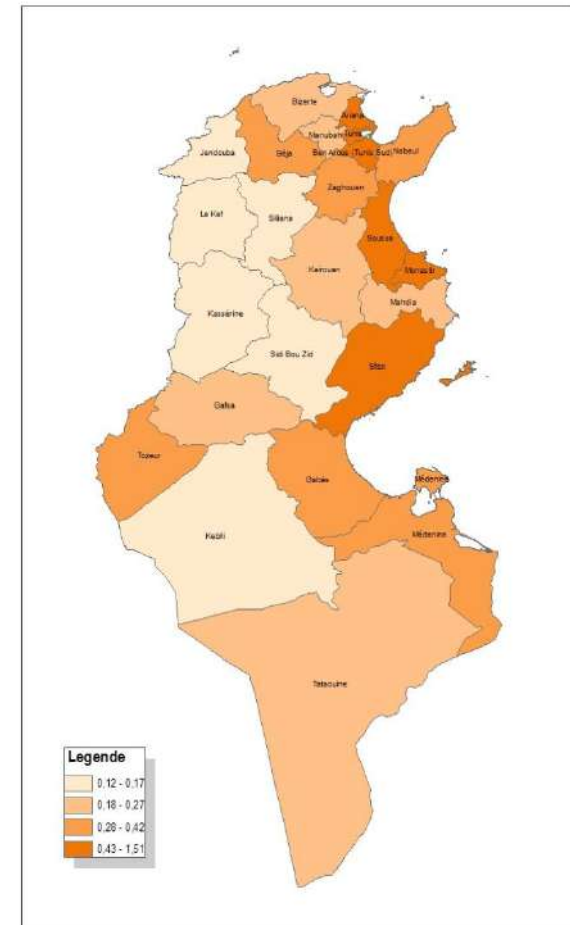 Bizerte
Ariana
Manubah
Tunis
Jendouba
Béja
Ben Arous (Tunis Sud)
Nabeul
Zaghouan
Le Kef
Siliana
Sousse
Kairouan
Monastir
Mahdia
Kassérine
Sidi Bou Zid
Sfax
Gafsa
Tozeur
Gabès
Médenine
Médenine
Kebili
Tataouine
Legende
0,12 - 0,17
0,18 - 0,27
0,28 - 0,42
0,43 - 1,51